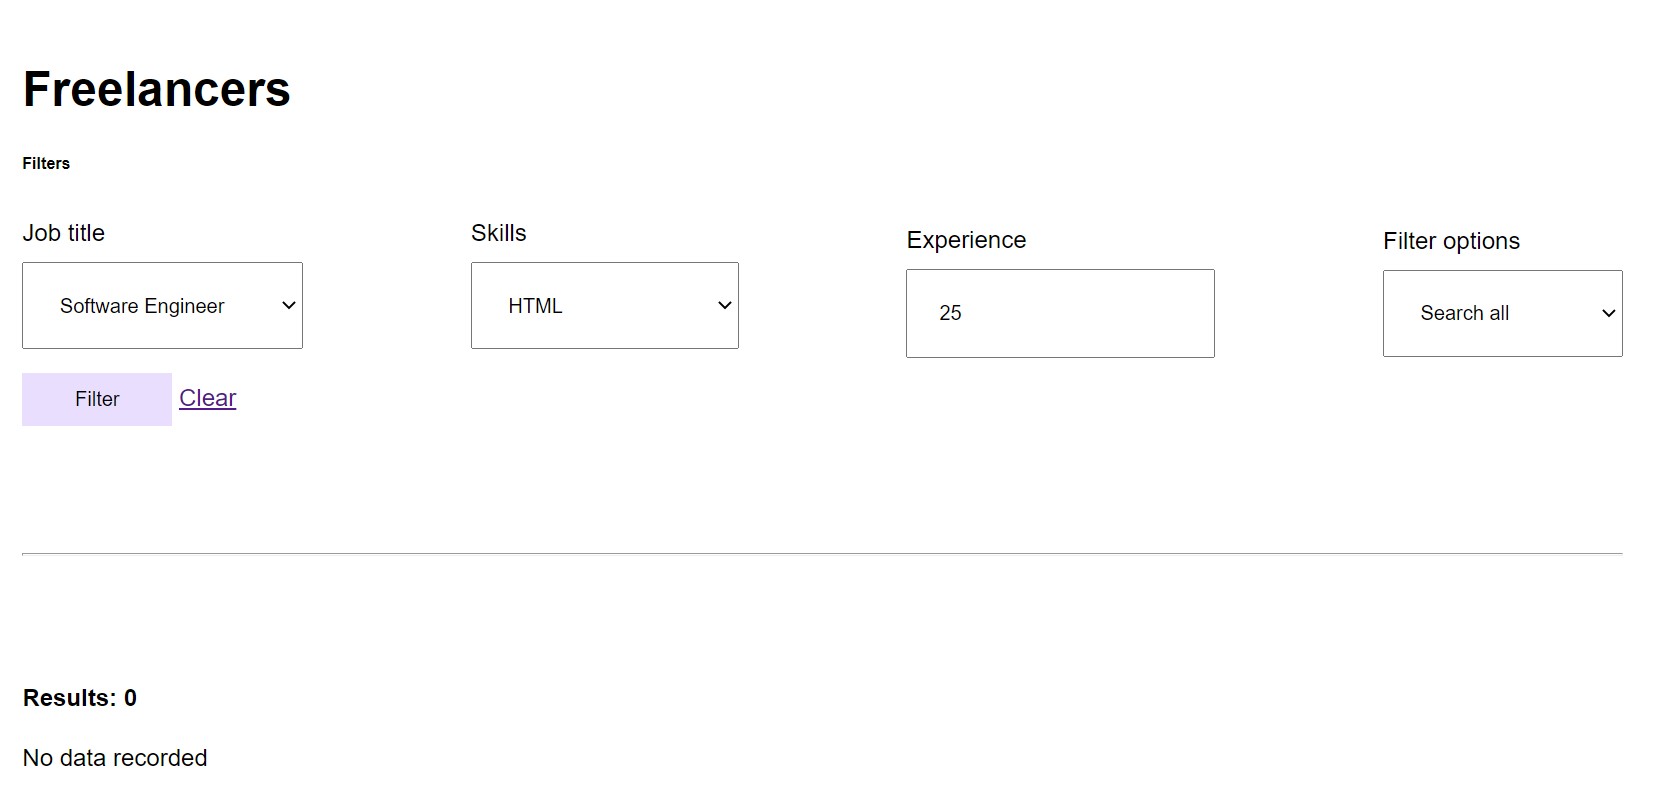 Freelancers
Filters
Job title
Skills
Experience
Filter options
Software Engineer
HTML
25
Search all
Filter Clear
Results: 0
No data recorded